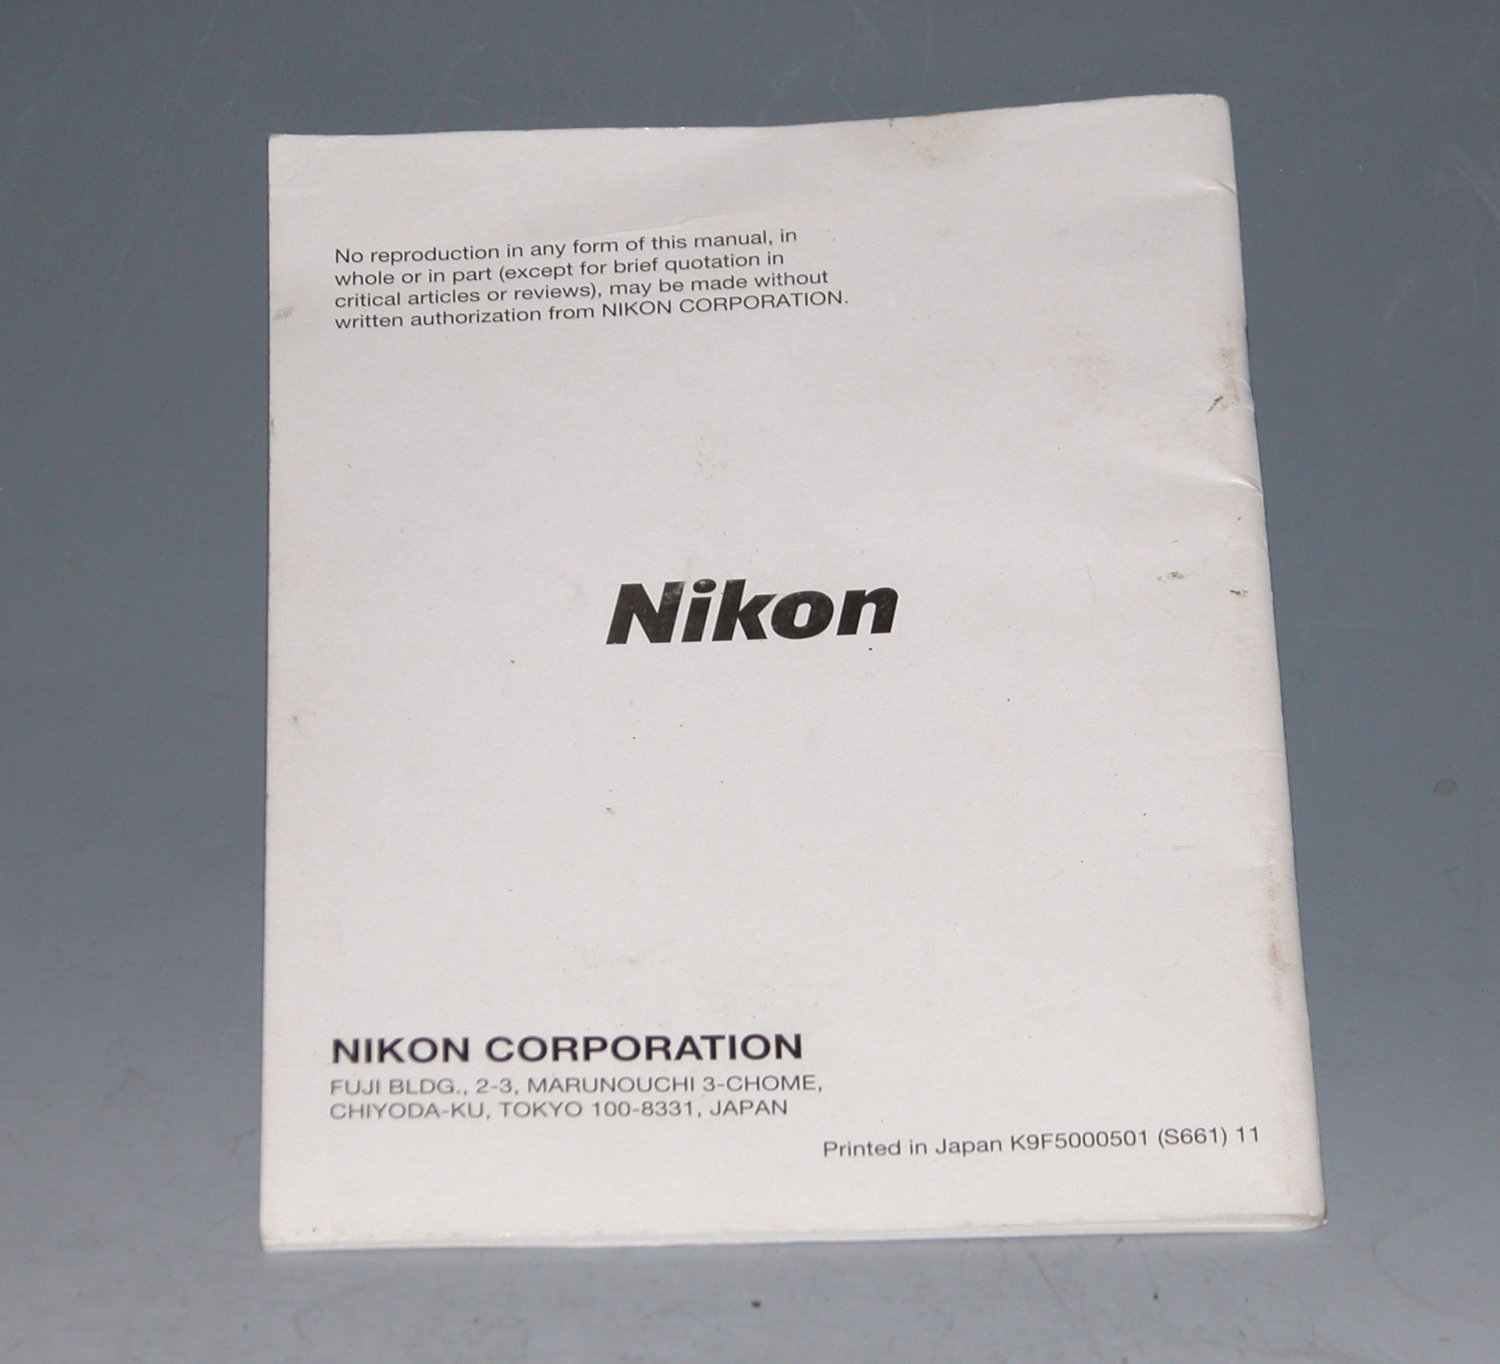 No reproduction in any form of this manual, in
whole or in part (except for brief quotation in
critical articles or reviews), may be made without
written authorization from NIKON CORPORATION.
Nikon
NIKON CORPORATION
FUJI BLDG., 2-3, MARUNOUCHI 3-CHOME,
CHIYODA-KU, TOKYO 100-8331, JAPAN
Printed in Japan K9F5000501 (S661) 11